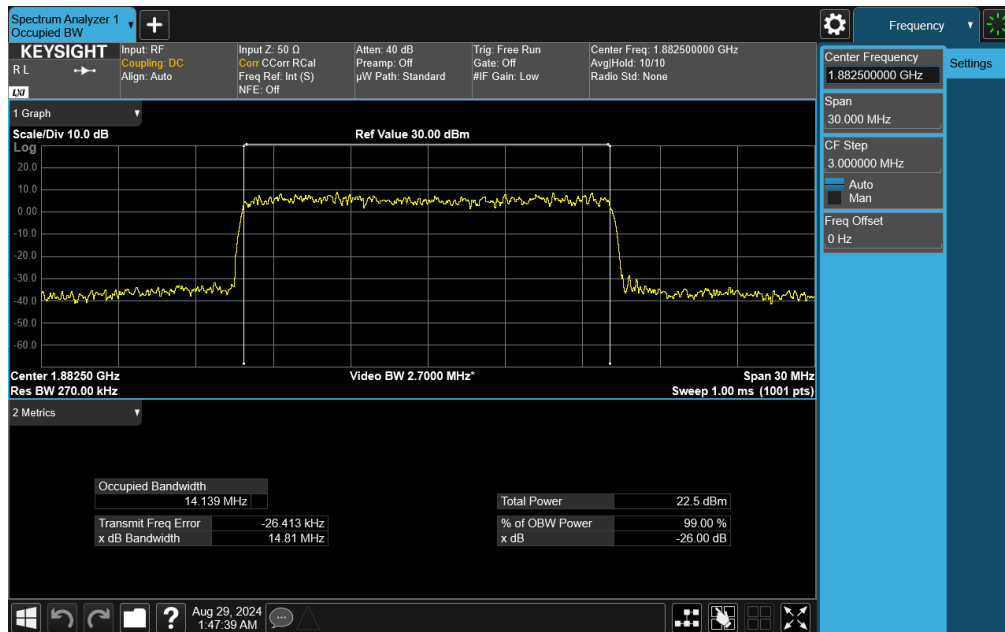 Spectrum Analyzer 1
Occupied BW
Frequency
KEYSIGHT
R L
LXI
Input: RF
Coupling: DC
Align: Auto
Input Z: 50 Ω
Corr CCorr RCal
Freq Ref: Int (S)
NFE: Off
Atten: 40 dB
Preamp: Off
µW Path: Standard
Trig: Free Run
Gate: Off
#IF Gain: Low
Center Freq: 1.882500000 GHz
Avg|Hold: 10/10
Radio Std: None
Center Frequency
1.882500000 GHz
Settings
Span
30.000 MHz
CF Step
3.000000 MHz
Auto
Man
Freq Offset
0 Hz
1 Graph
Scale/Div 10.0 dB
Ref Value 30.00 dBm
Log
20.0
10.0
0.00
-10.0
-20.0
-30.0
-40.0
-50.0
-60.0
Center 1.88250 GHz
Video BW 2.7000 MHz*
Span 30 MHz
Res BW 270.00 kHz
Sweep 1.00 ms (1001 pts)
2 Metrics
Occupied Bandwidth
14.139 MHz
Total Power 22.5 dBm
Transmit Freq Error -26.413 kHz
% of OBW Power 99.00 %
x dB Bandwidth 14.81 MHz
x dB -26.00 dB
Aug 29, 2024
1:47:39 AM